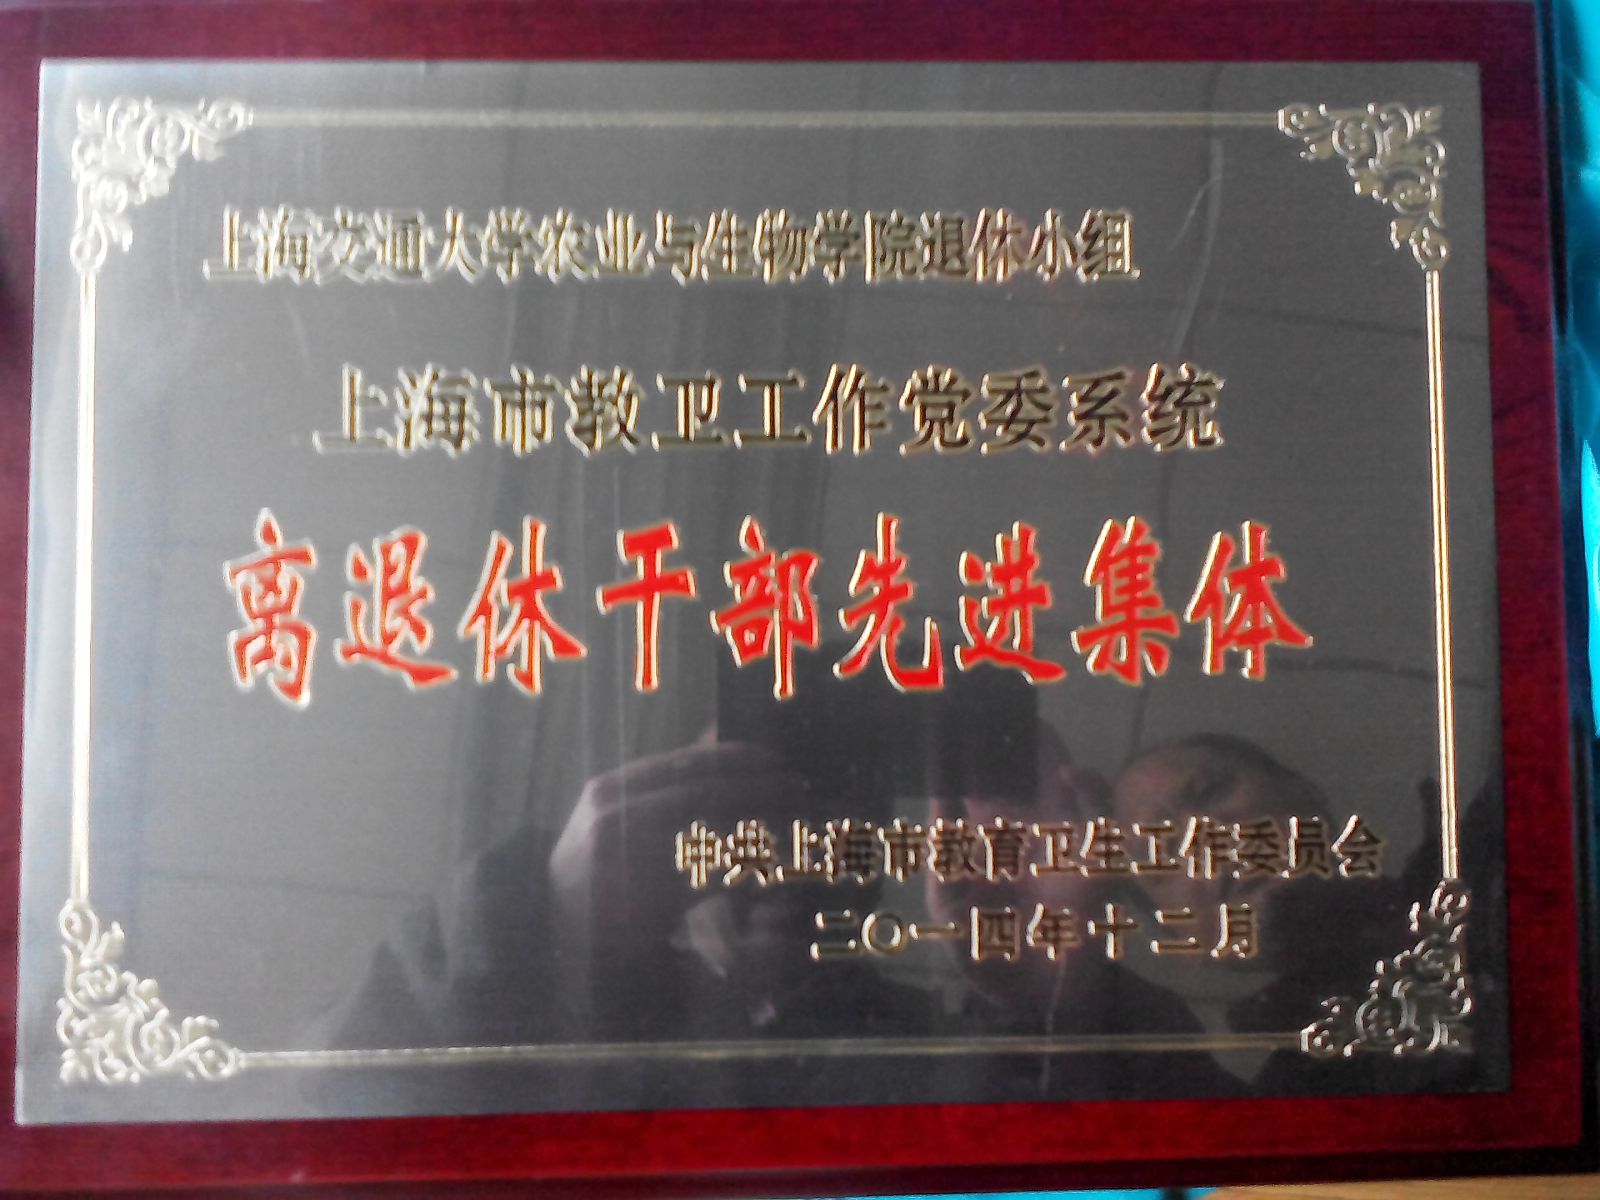 上海交通大学农业与生物学院退休小组
上海市教卫工作党委系统
离退休干部先进集体
中共上海市教育卫生工作委员会
二〇一四年十二月